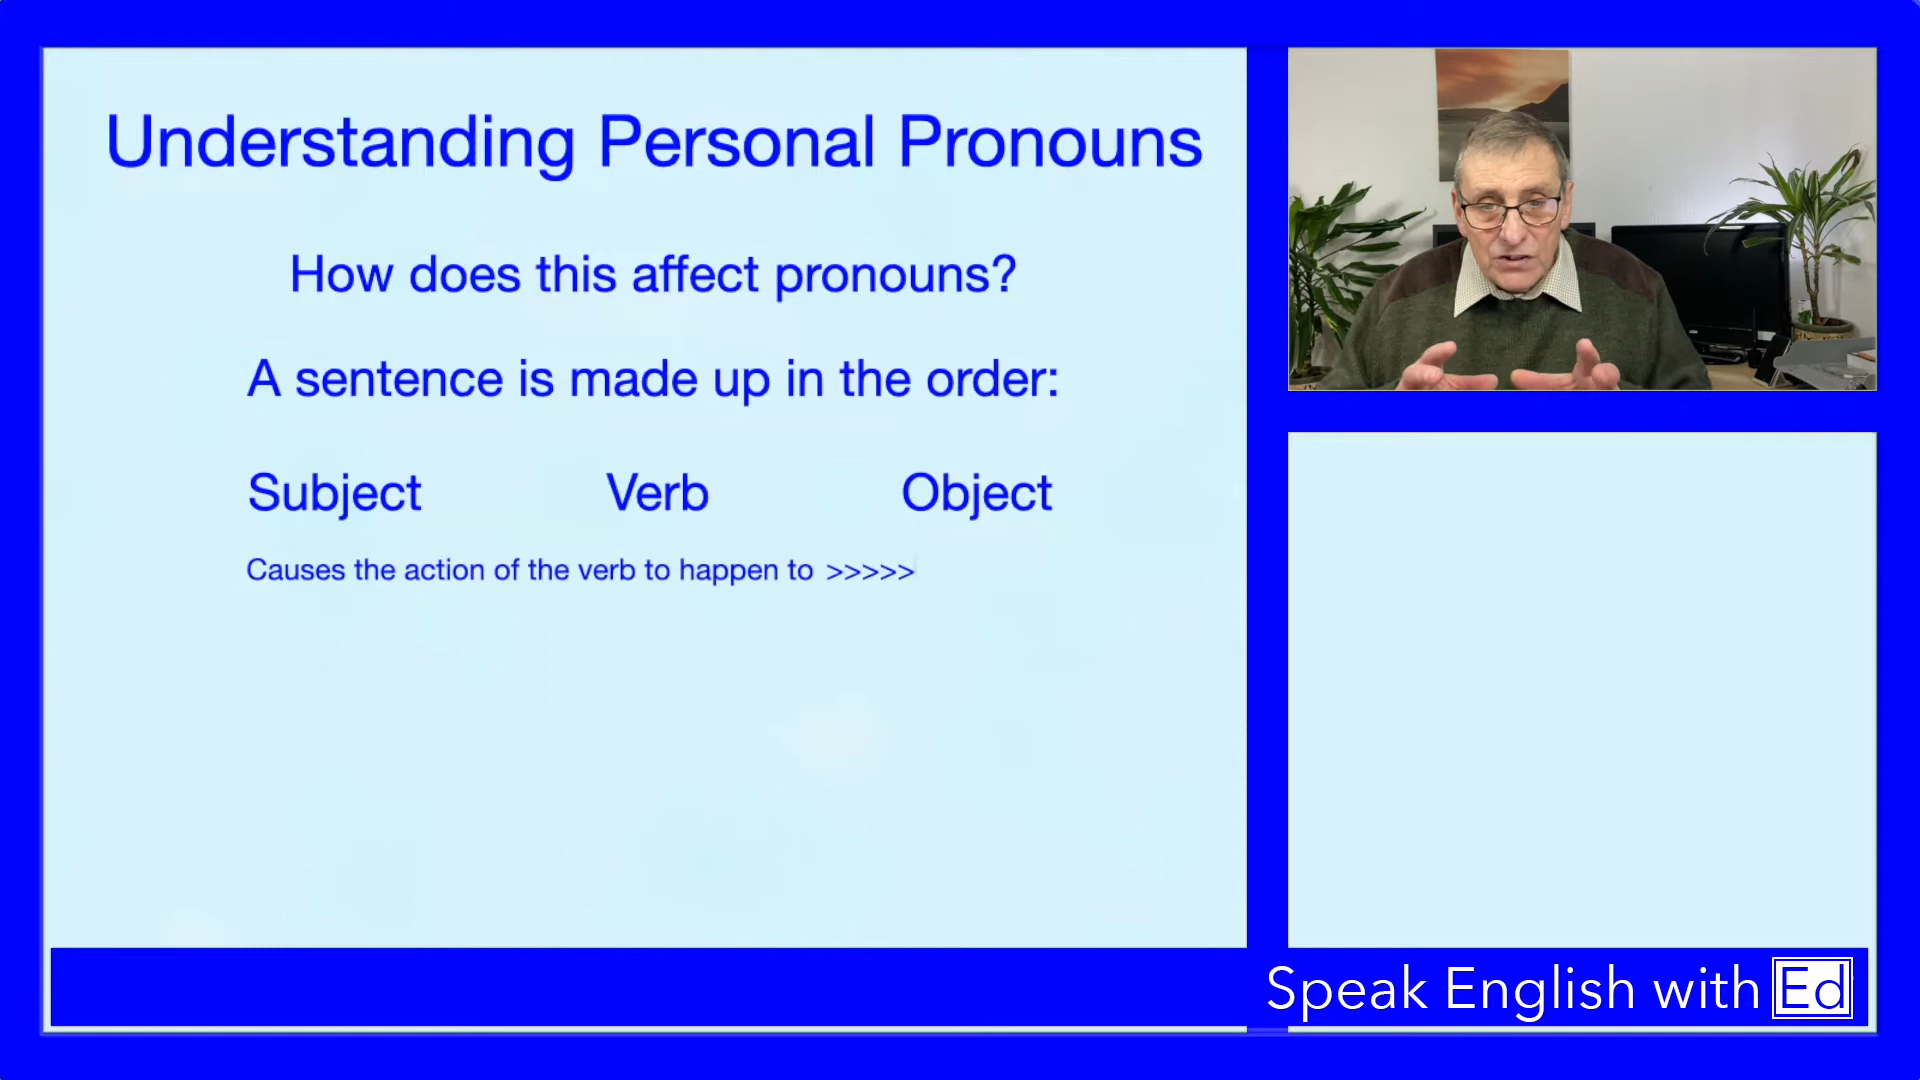 Understanding Personal Pronouns
How does this affect pronouns?
A sentence is made up in the order:
Subject Verb Object
Causes the action of the verb to happen to >>>>>
Speak English with Ed